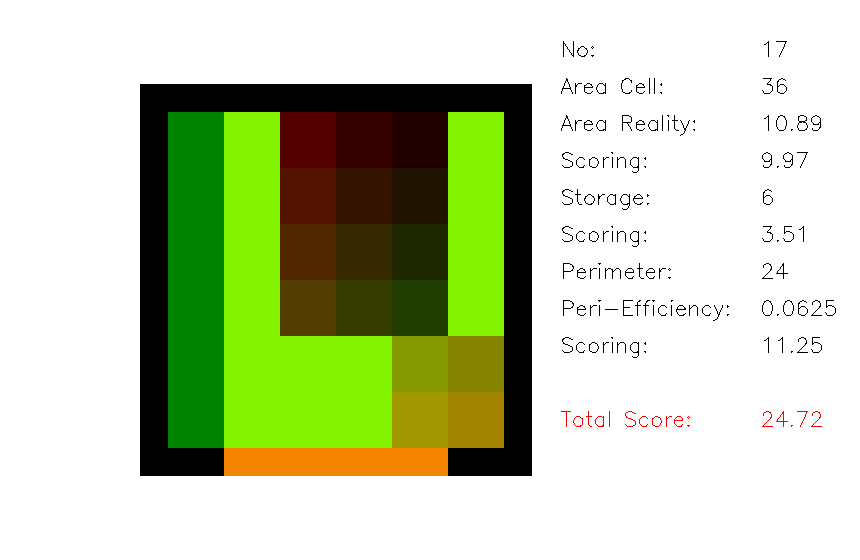 No: 17
Area Cell: 36
Area Reality: 10.89
Scoring: 9.97
Storage: 6
Scoring: 3.51
Perimeter: 24
Peri-Efficiency: 0.0625
Scoring: 11.25
Total Score: 24.72